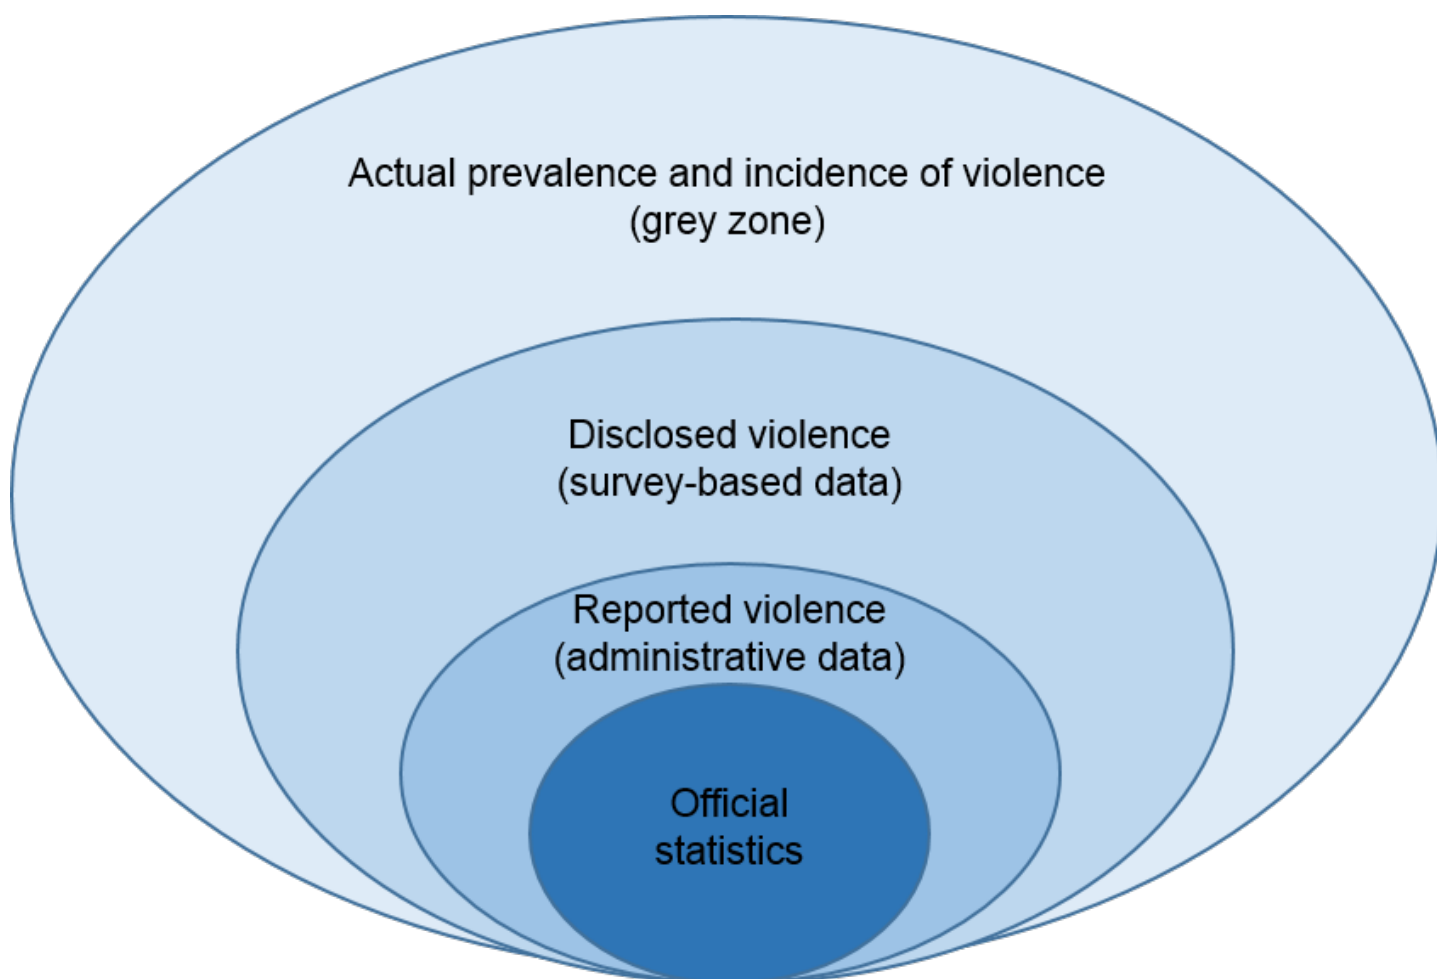 Actual prevalence and incidence of violence
(grey zone)
Disclosed violence
(survey-based data)
Reported violence
(administrative data)
Official
statistics